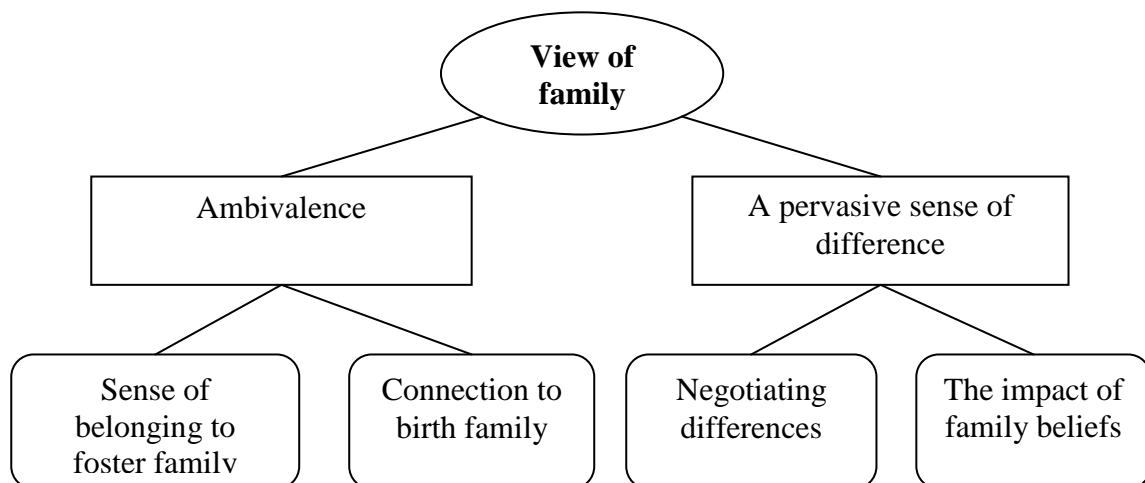 View of
family
Ambivalence
A pervasive sense of
difference
Sense of
belonging to
foster family
Connection to
birth family
Negotiating
differences
The impact of
family beliefs